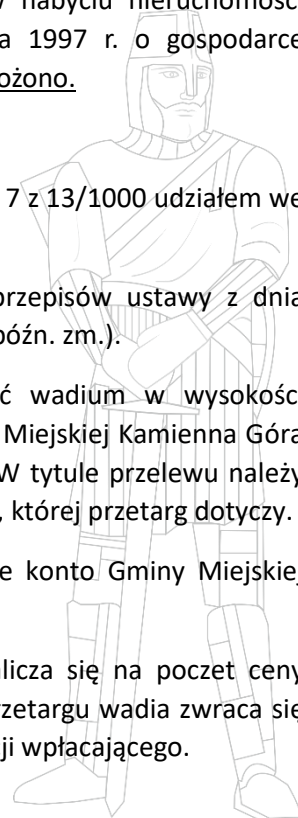 nabyciu nieruchomości
a 1997 r. o gospodarce
ożono.
7 z 13/1000 udziałem we
przepisów ustawy z dnia
późn. zm.).
ć wadium w wysokości
Miejskiej Kamienna Góra
W tytule przelewu należy
, której przetarg dotyczy.
e konto Gminy Miejskiej
licza się na poczet ceny
rzetargu wadia zwraca się
ji wpłacającego.